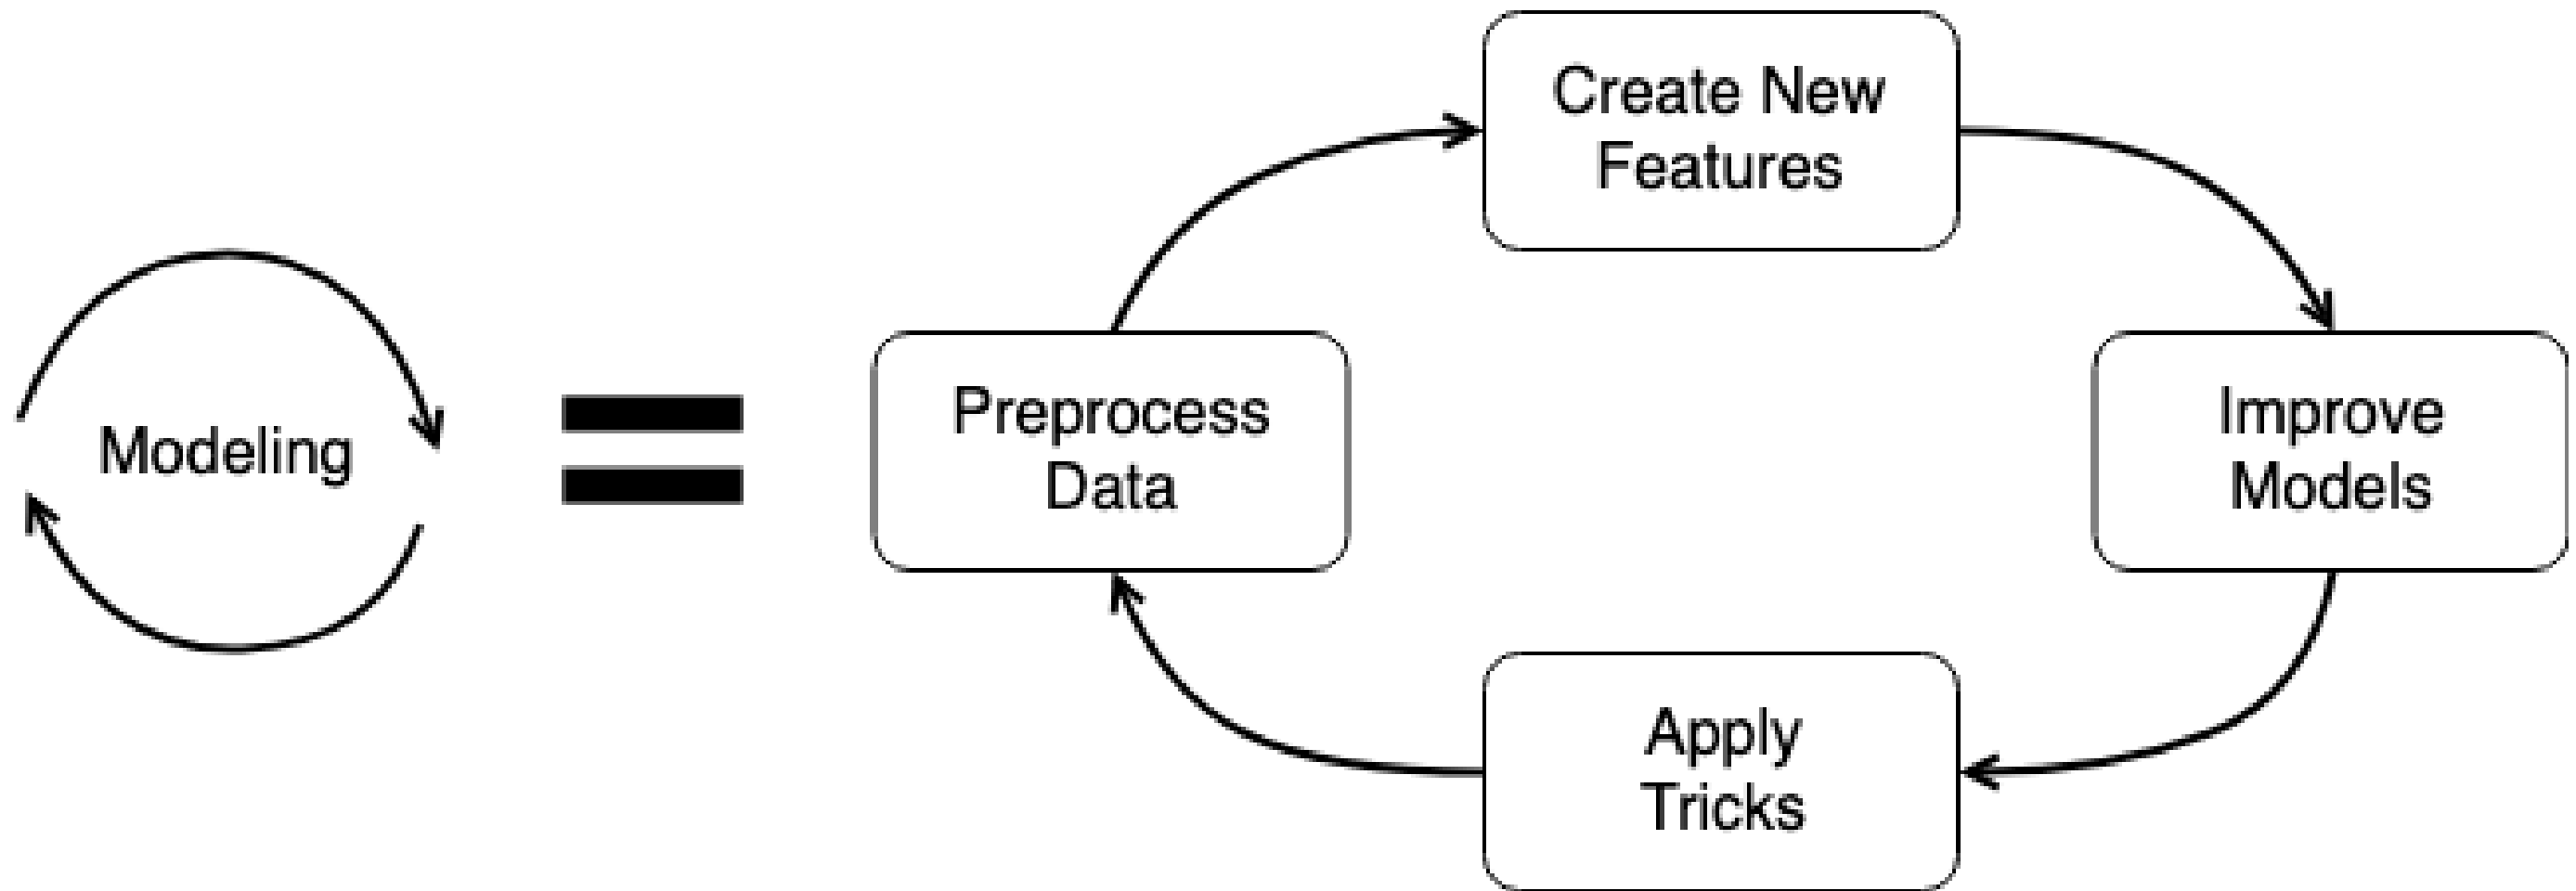 Modeling
Preprocess
Data
Create New
Features
Improve
Models
Apply
Tricks